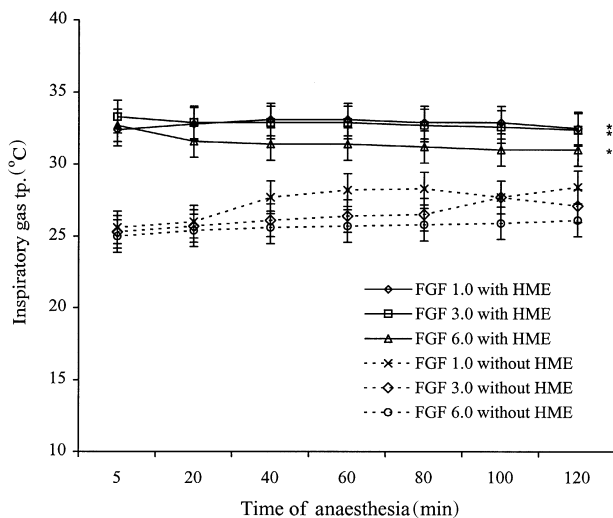 40
35
30
25
20
15
10
Inspiratory gas tp. (°C)
*
*
*
FGF 1.0 with HME
FGF 3.0 with HME
FGF 6.0 with HME
FGF 1.0 without HME
FGF 3.0 without HME
FGF 6.0 without HME
5 20 40 60 80 100 120
Time of anaesthesia (min)